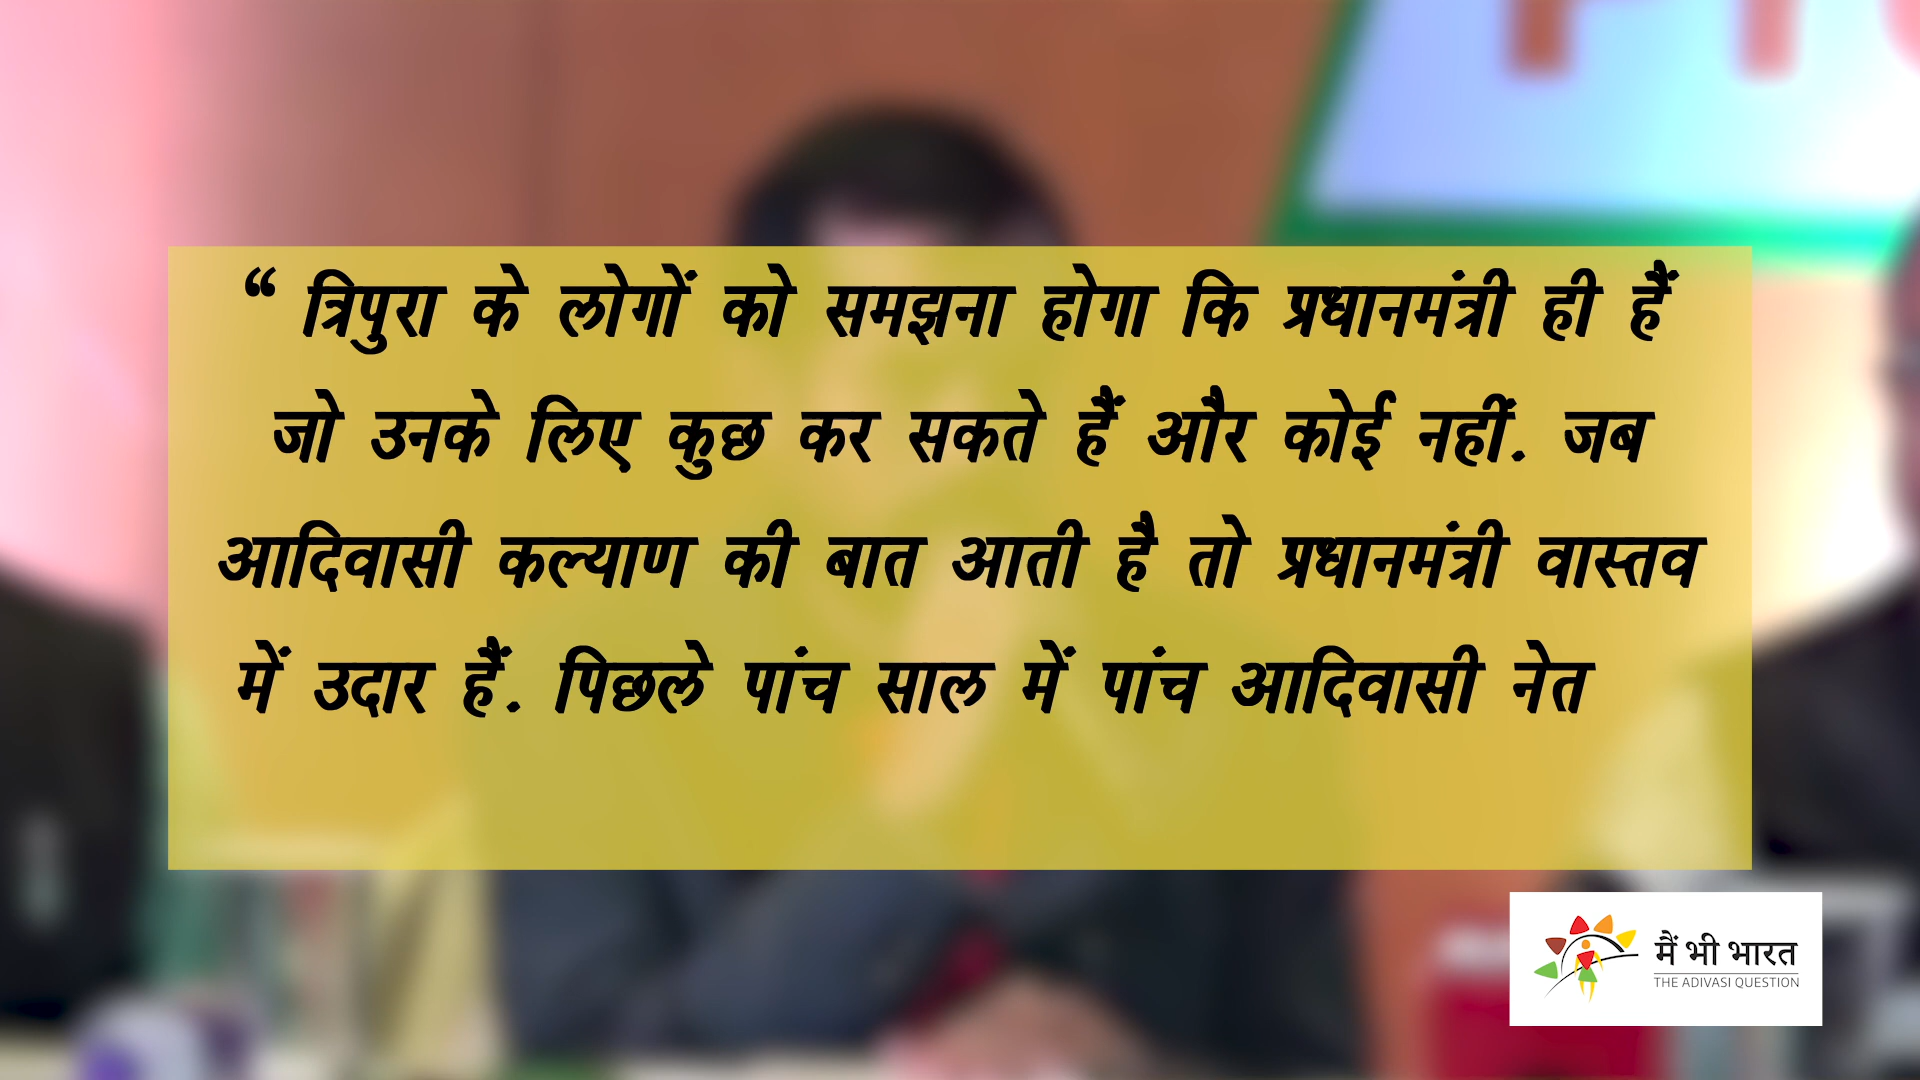 “ त्रिपुरा के लोगों को समझना होगा कि प्रधानमंत्री ही हैं
जो उनके लिए कुछ कर सकते हैं और कोई नहीं. जब
आदिवासी कल्याण की बात आती है तो प्रधानमंत्री वास्तव
में उदार हैं. पिछले पांच साल में पांच आदिवासी नेत
मैं भी भारत
THE ADIVASI QUESTION